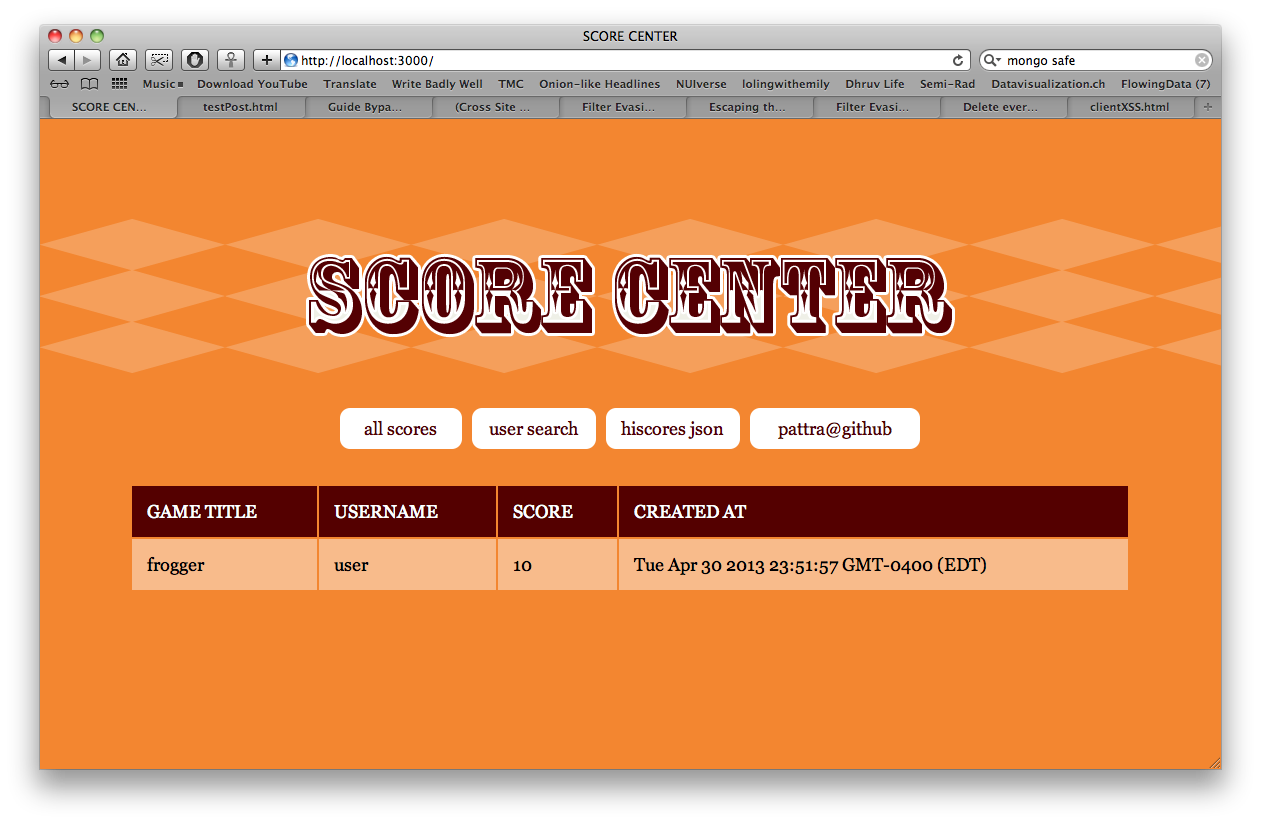 SCORE CENTER
http://localhost:3000/ mongo safe
Music Download YouTube Translate Write Badly Well TMC Onion-like Headlines NUIverse lolingwithemily Dhruv Life Semi-Rad Datavisualization.ch FlowingData (7)
SCORE CEN... testPost.html Guide Bypa... (Cross Site ... Filter Evasi... Escaping th... Filter Evasi... Delete ever... clientXSS.html
SCORE CENTER
all scores user search hiscores json pattra@github
GAME TITLE USERNAME SCORE CREATED AT
frogger user 10 Tue Apr 30 2013 23:51:57 GMT-0400 (EDT)